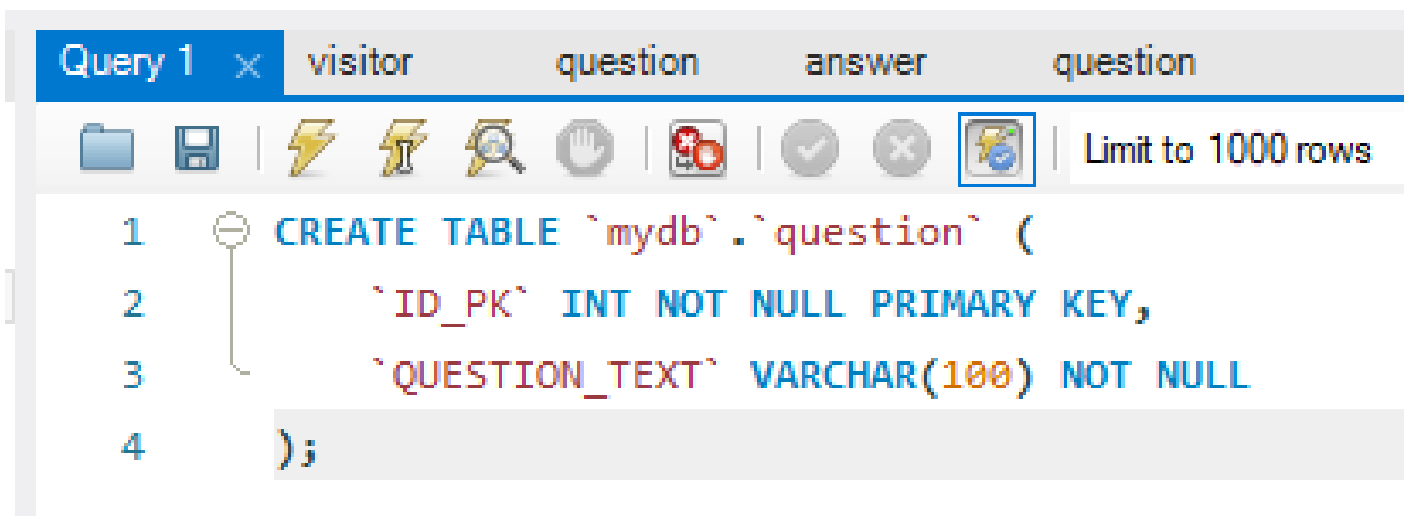 Query 1 × visitor question answer question
Limit to 1000 rows
1 CREATE TABLE `mydb`.`question` (
2 `ID_PK` INT NOT NULL PRIMARY KEY,
3 `QUESTION_TEXT` VARCHAR(100) NOT NULL
4 );